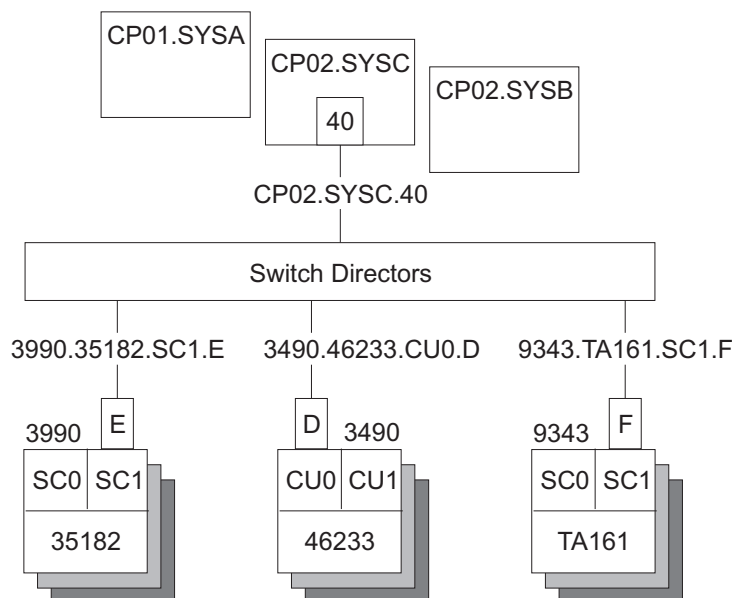 CP01.SYSA
CP02.SYSC
CP02.SYSB
40
CP02.SYSC.40
Switch Directors
3990.35182.SC1.E
3490.46233.CU0.D
9343.TA161.SC1.F
3990
E
D
3490
9343
F
SC0 SC1
CU0 CU1
SC0 SC1
35182
46233
TA161